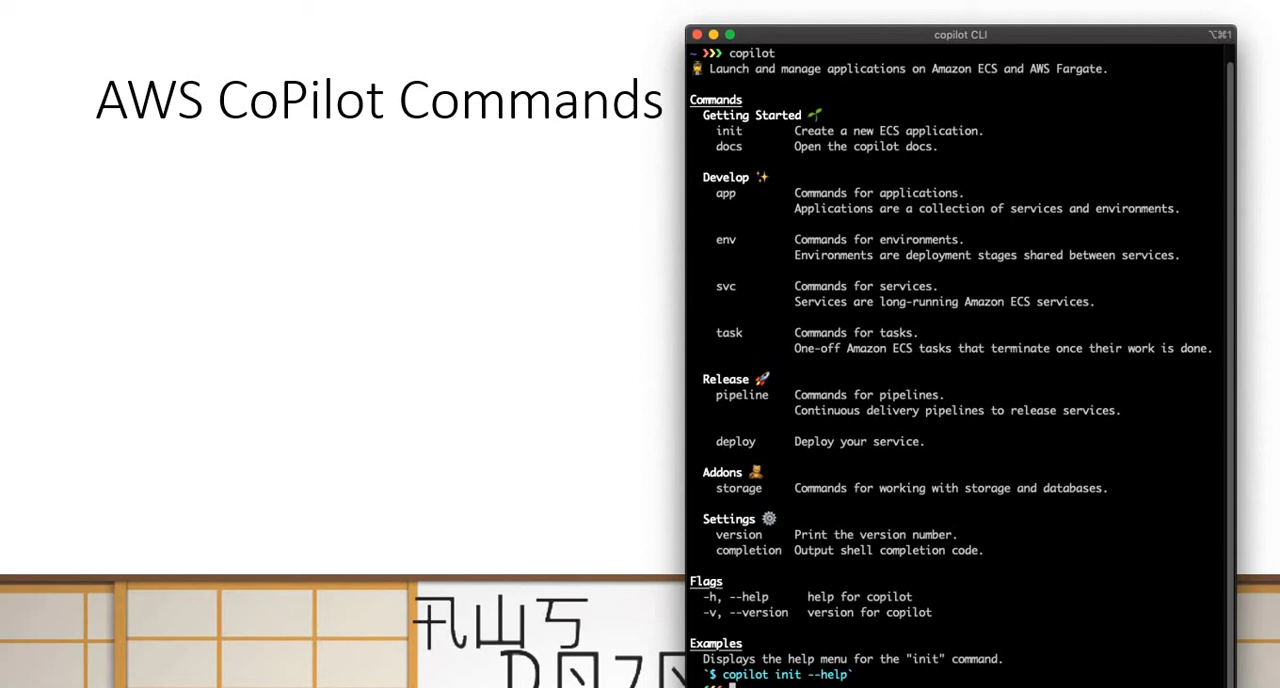 AWS CoPilot Commands
copilot CLI
⌥⌘1
~ ❯❯❯ copilot
👩‍✈️ Launch and manage applications on Amazon ECS and AWS Fargate.
Commands
Getting Started 🌱
init Create a new ECS application.
docs Open the copilot docs.
Develop ✨
app Commands for applications.
Applications are a collection of services and environments.
env Commands for environments.
Environments are deployment stages shared between services.
svc Commands for services.
Services are long-running Amazon ECS services.
task Commands for tasks.
One-off Amazon ECS tasks that terminate once their work is done.
Release 🚀
pipeline Commands for pipelines.
Continuous delivery pipelines to release services.
deploy Deploy your service.
Addons 🧸
storage Commands for working with storage and databases.
Settings ⚙️
version Print the version number.
completion Output shell completion code.
Flags
-h, --help help for copilot
-v, --version version for copilot
Examples
Displays the help menu for the "init" command.
`$ copilot init --help`